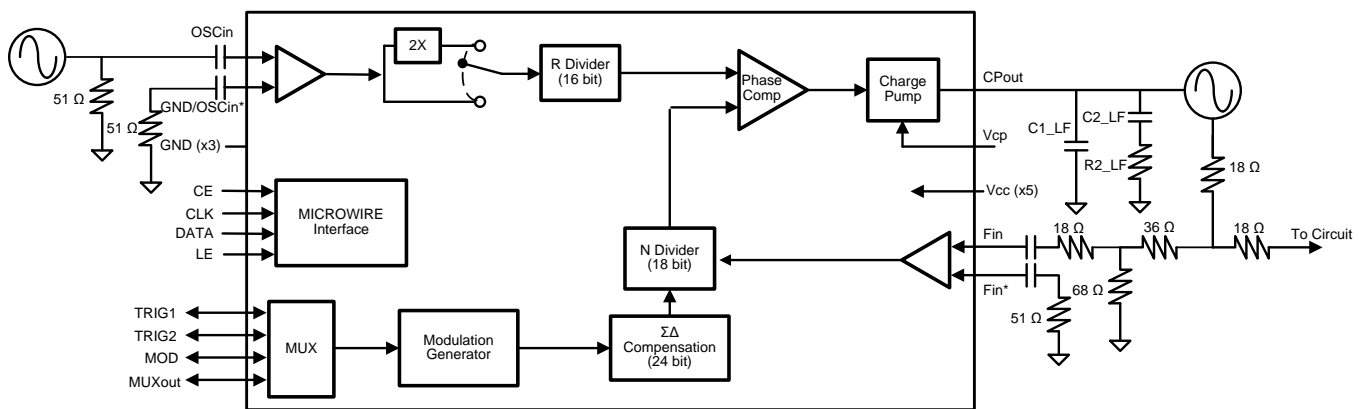 OSCin
51 Ω
GND/OSCin*
51 Ω
GND (x3)
2X
R Divider
(16 bit)
Phase
Comp
Charge
Pump
CPout
Vcp
C1_LF
C2_LF
R2_LF
18 Ω
Vcc (x5)
CE
CLK
DATA
LE
MICROWIRE
Interface
N Divider
(18 bit)
Fin
18 Ω
36 Ω
18 Ω
To Circuit
Fin*
51 Ω
68 Ω
TRIG1
TRIG2
MOD
MUXout
MUX
Modulation
Generator
ΣΔ
Compensation
(24 bit)